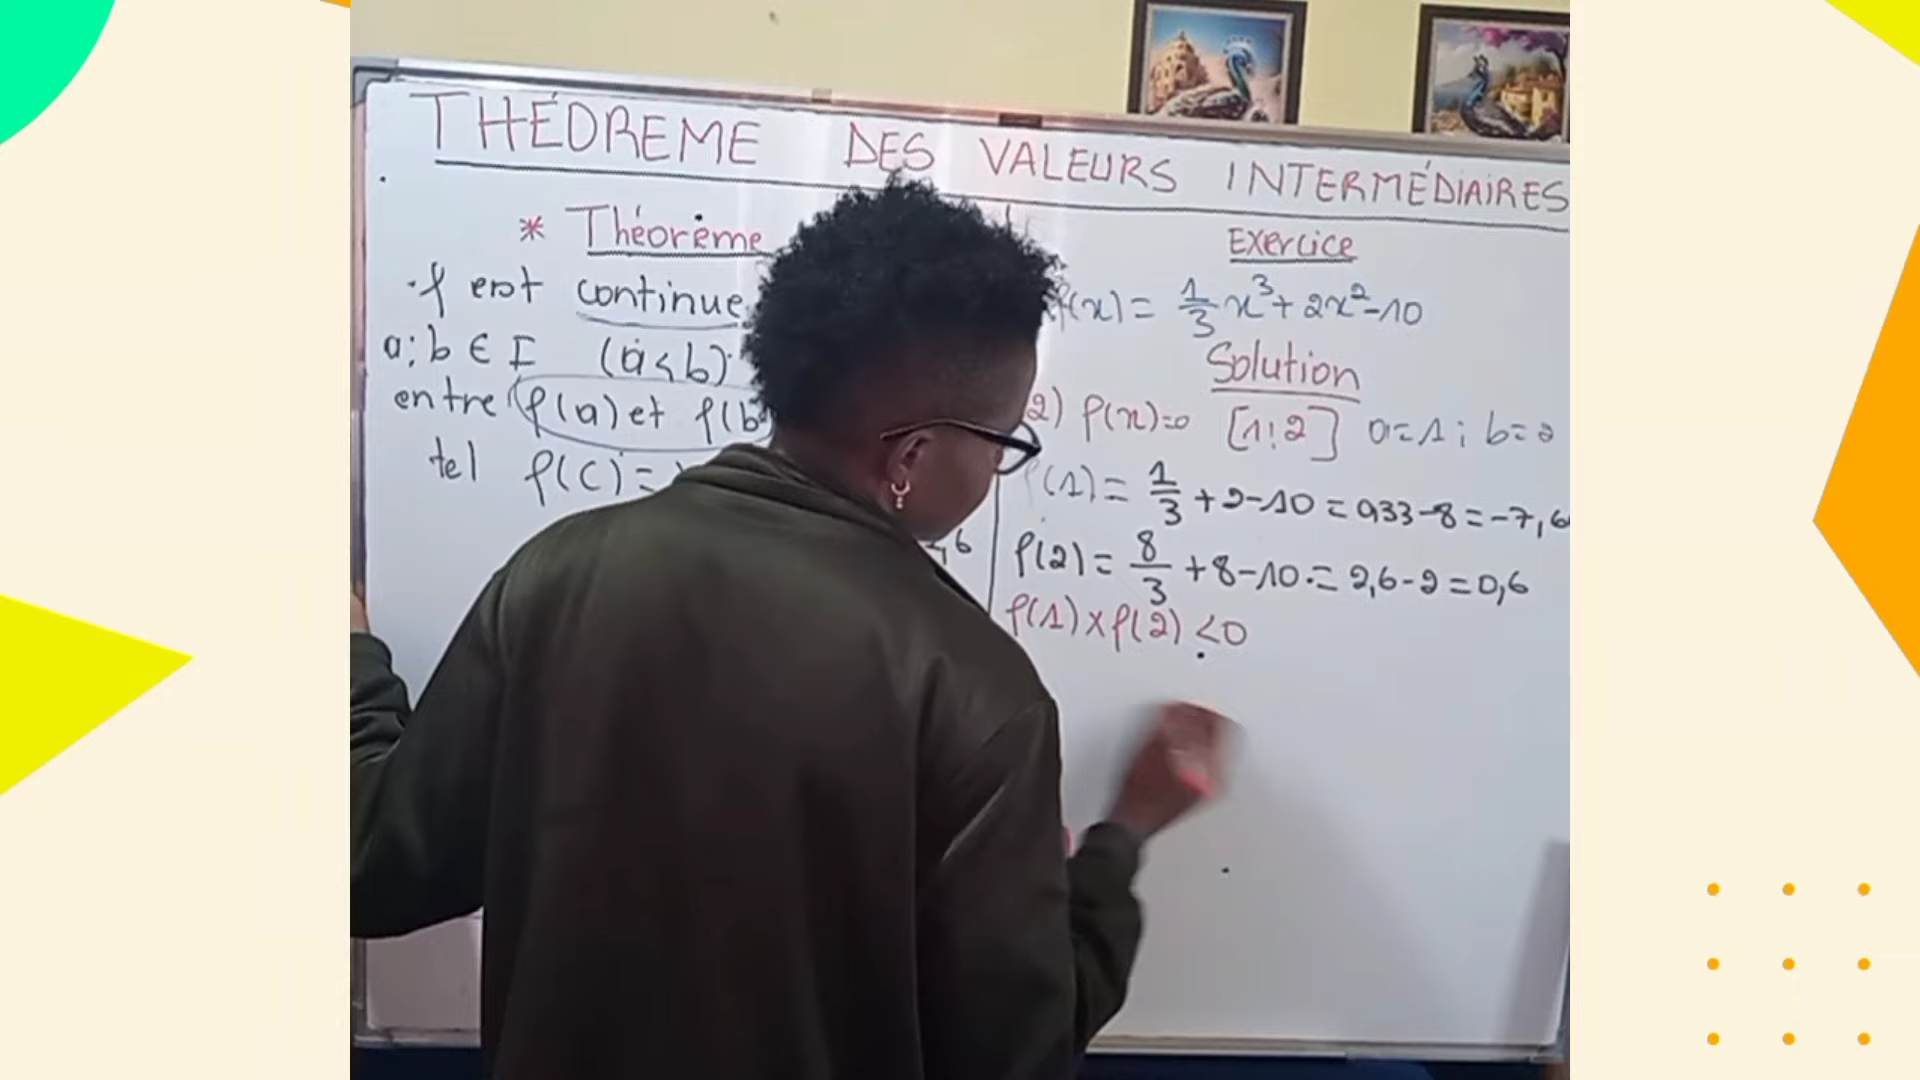 THÉOREME DES VALEURS INTERMÉDIAIRES
* Théorème
. f est continue
a; b ∈ I (a < b)
entre f(a) et f(b
tel f(c) =
,6
Exercice
f(x) = 1/3 x³ + 2x² - 10
Solution
2) f(x)=0 [1; 2] a=1; b=2
(1) = 1/3 + 2 - 10 = 0,33 - 8 = -7,6
f(2) = 8/3 + 8 - 10 = 2,6 - 2 = 0,6
f(1) x f(2) < 0